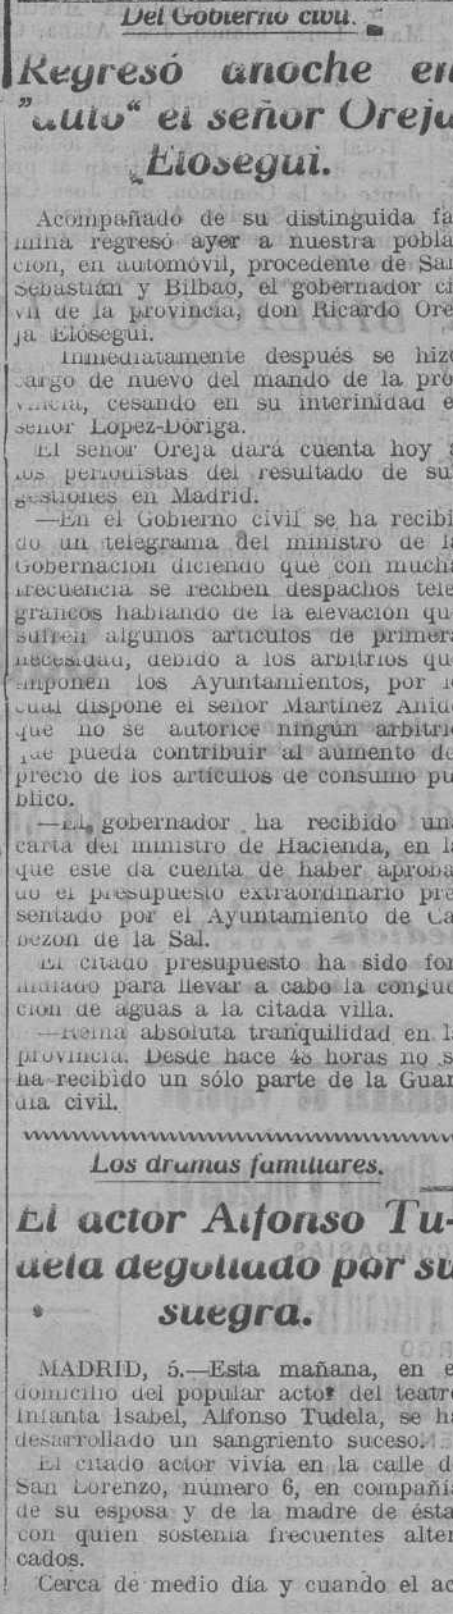 Del Gobierno civil.
Regresó anoche en
"auto" el señor Oreja
Elósegui.
Acompañado de su distinguida fa
milia regresó ayer a nuestra pobla
ción, en automóvil, procedente de San
Sebastián y Bilbao, el gobernador ci
vil de la provincia, don Ricardo Ore
ja Elósegui.
Inmediatamente después se hizo
cargo de nuevo del mando de la pro
vincia, cesando en su interinidad e
señor López-Dóriga.
El señor Oreja dará cuenta hoy a
los periodistas del resultado de su
gestiones en Madrid.
—En el Gobierno civil se ha recibi
do un telegrama del ministro de la
Gobernación diciendo que con mucha
frecuencia se reciben despachos tele
gráficos hablando de la elevación qu
sufren algunos artículos de primera
necesidad, debido a los arbitrios qu
imponen los Ayuntamientos, por l
cual dispone el señor Martínez Anid
que no se autorice ningún arbitrio
que pueda contribuir al aumento de
precio de los artículos de consumo pú
blico.
—El gobernador ha recibido una
carta del ministro de Hacienda, en l
que éste da cuenta de haber aproba
do el presupuesto extraordinario pre
sentado por el Ayuntamiento de Ca
bezón de la Sal.
El citado presupuesto ha sido for
mulado para llevar a cabo la conduc
ción de aguas a la citada villa.
—Reina absoluta tranquilidad en la
provincia. Desde hace 48 horas no s
ha recibido un sólo parte de la Guar
dia civil.
Los dramas familiares.
El actor Alfonso Tu-
dela degollado por su
suegra.
MADRID, 5.—Esta mañana, en e
domicilio del popular actor del teatro
Infanta Isabel, Alfonso Tudela, se ha
desarrollado un sangriento suceso.
El citado actor vivía en la calle d
San Lorenzo, número 6, en compañía
de su esposa y de la madre de ésta,
con quien sostenía frecuentes alter
cados.
Cerca de medio día y cuando el ac